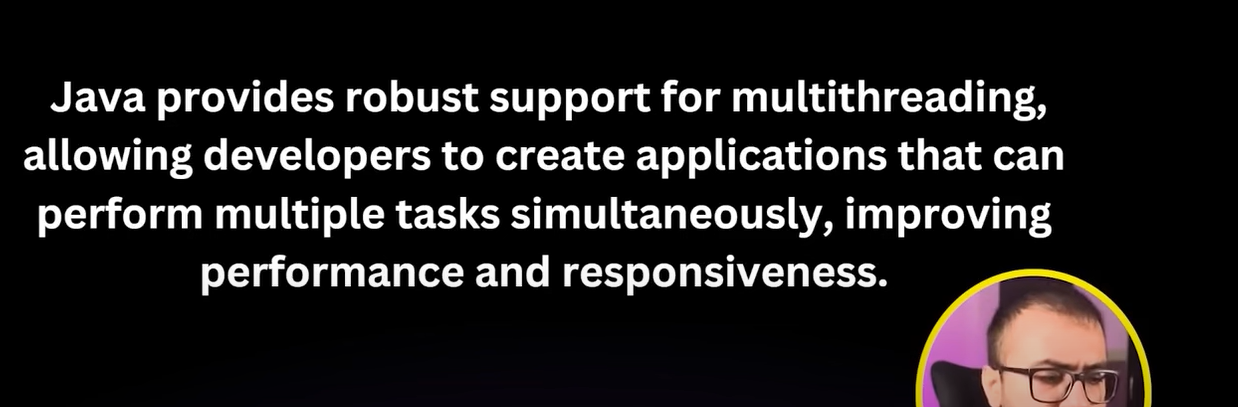 Java provides robust support for multithreading,
allowing developers to create applications that can
perform multiple tasks simultaneously, improving
performance and responsiveness.